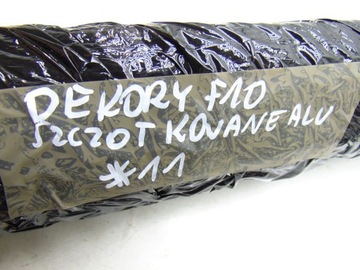 DEKORY F10
SZCZOTKOWANE ALU
*11